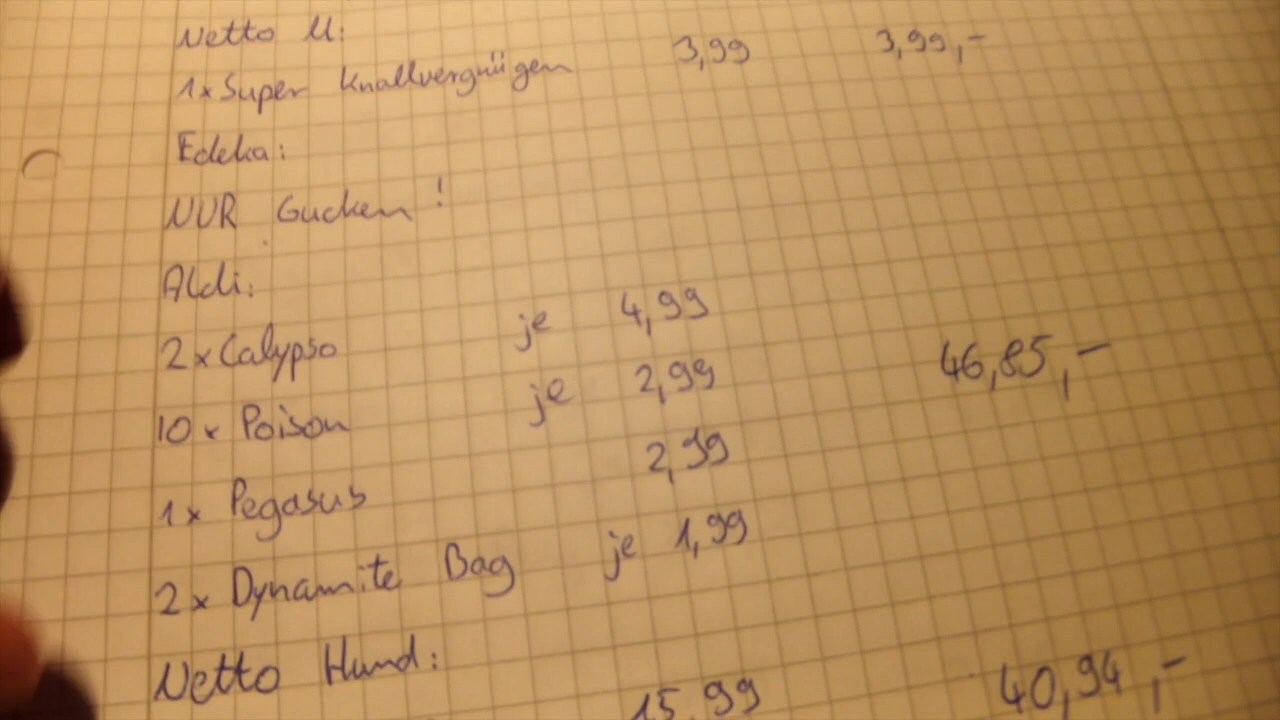 Netto M:
1x Super Knallvergnügen 3,99 3,99,-
Edeka:
NUR Gucken!
Aldi:
2x Calypso je 4,99
10x Poison je 2,99 46,85,-
1x Pegasus 2,99
2x Dynamite Bag je 1,99
Netto Hund:
15,99 40,94,-